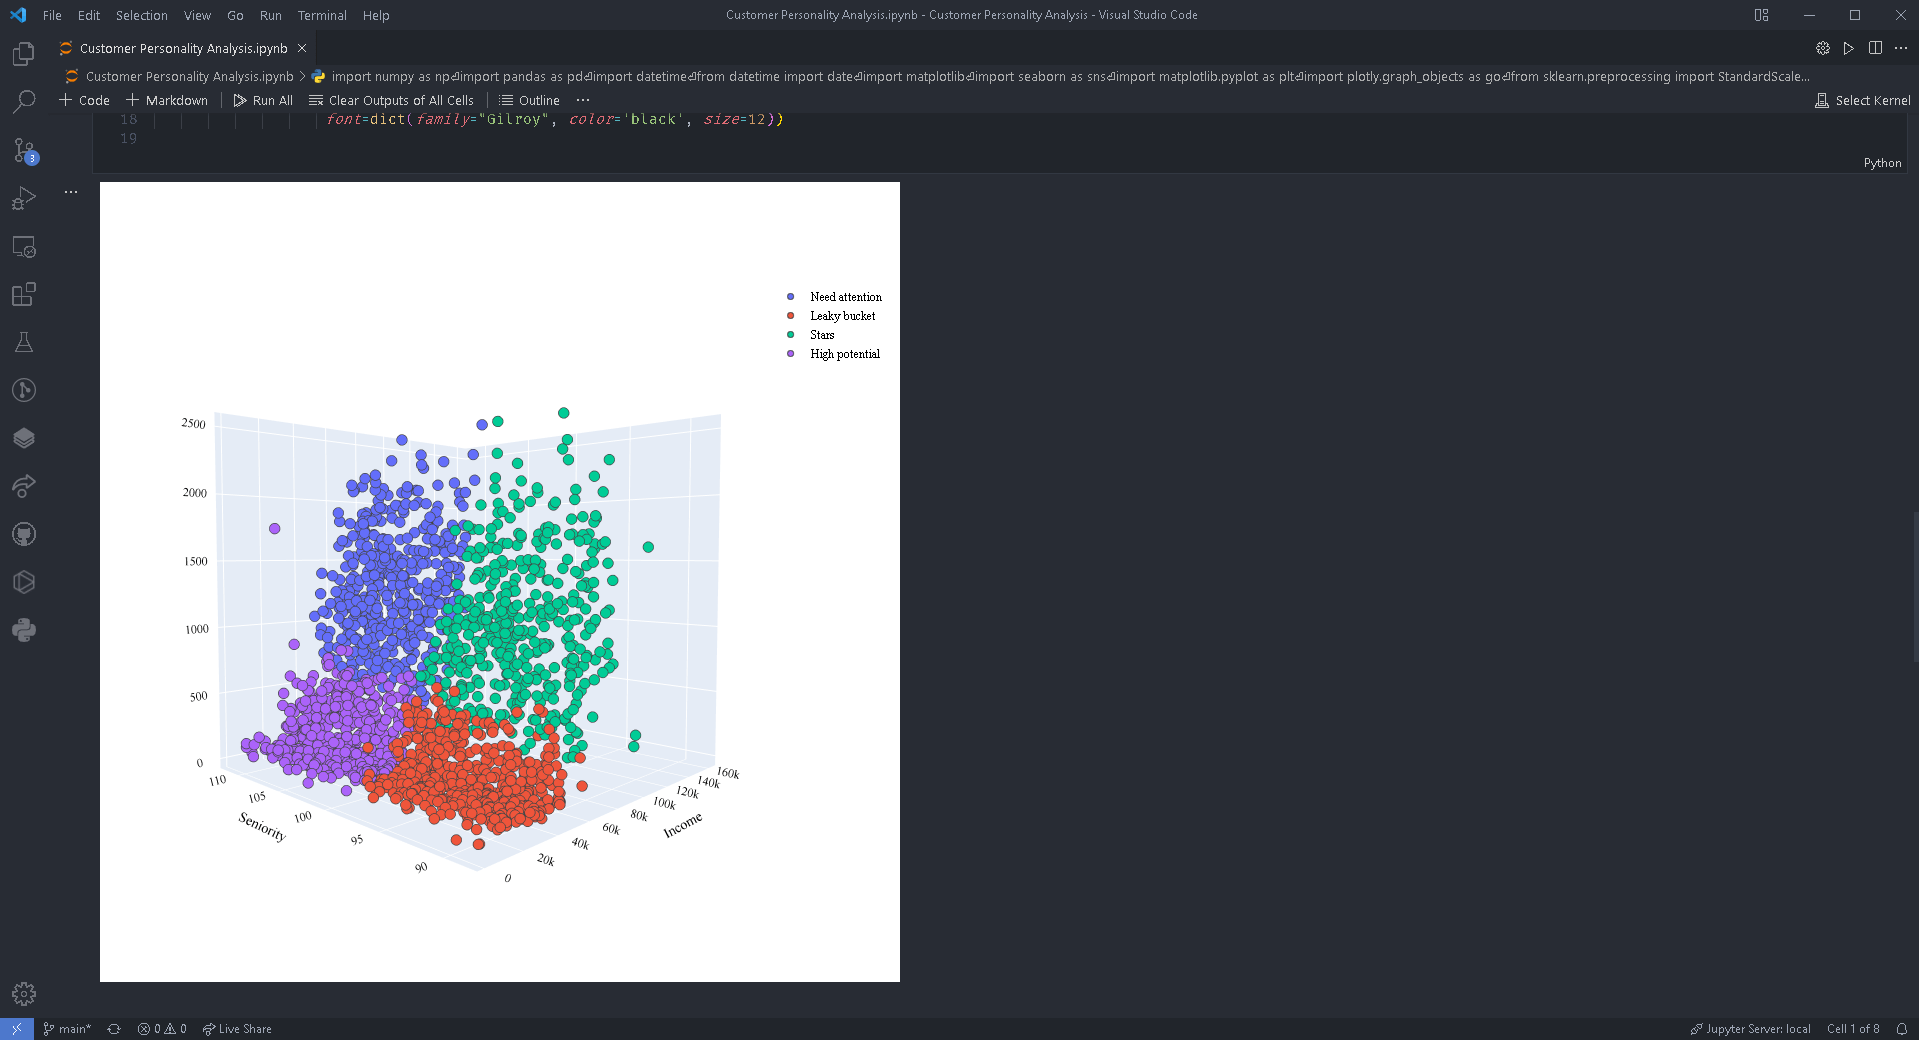 File Edit Selection View Go Run Terminal Help
Customer Personality Analysis.ipynb - Customer Personality Analysis - Visual Studio Code
Customer Personality Analysis.ipynb
Customer Personality Analysis.ipynb > import numpy as np⏎import pandas as pd⏎import datetime⏎from datetime import date⏎import matplotlib⏎import seaborn as sns⏎import matplotlib.pyplot as plt⏎import plotly.graph_objects as go⏎from sklearn.preprocessing import StandardScale...
+ Code + Markdown Run All Clear Outputs of All Cells Outline ... Select Kernel
18 font=dict(family="Gilroy", color='black', size=12))
19
Python
3
Need attention
Leaky bucket
Stars
High potential
2500
2000
1500
1000
500
0
110
105
100
95
90
Seniority
0
20k
40k
60k
80k
100k
120k
140k
160k
Income
main* 0 0 Live Share Jupyter Server: local Cell 1 of 8